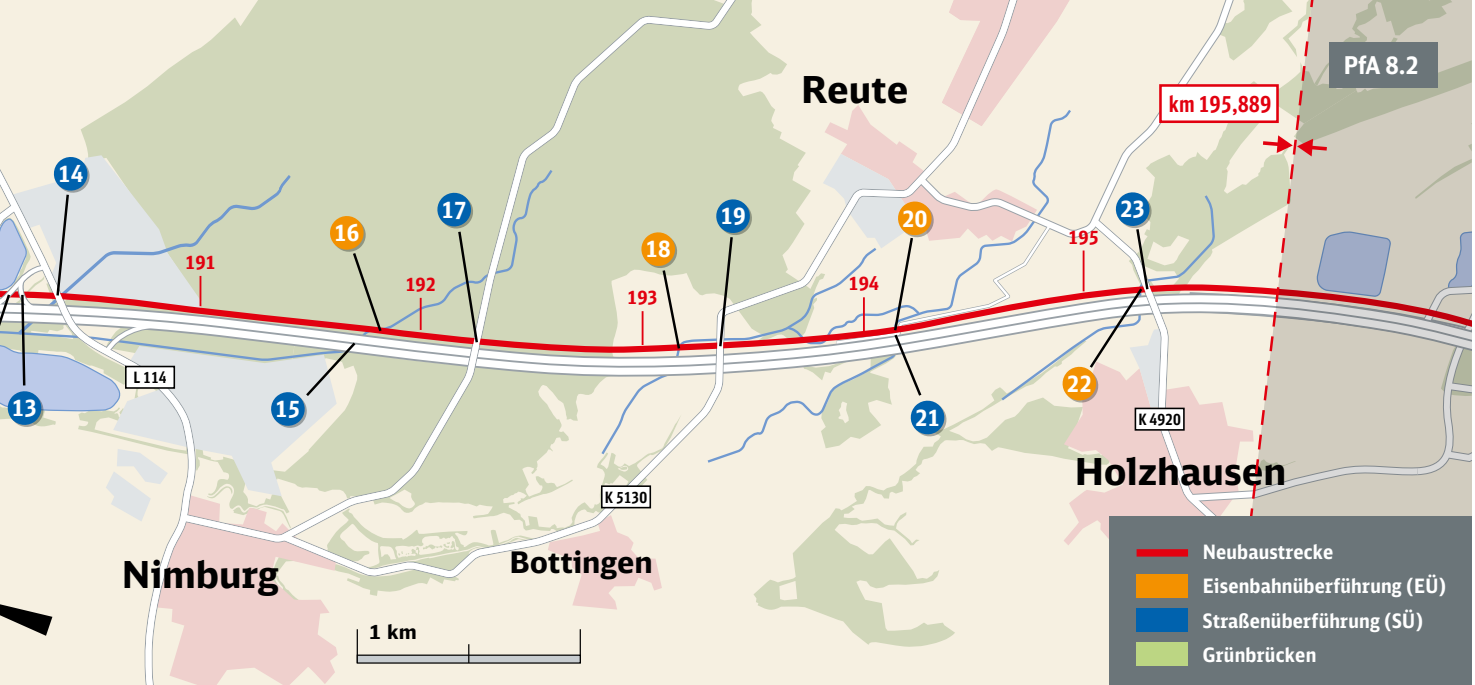 PfA 8.2
Reute
km 195,889
14
17
16
19
20
23
18
191
192
193
194
195
L 114
13
15
22
21
K 4920
Holzhausen
K 5130
Nimburg
Bottingen
1 km
Neubaustrecke
Eisenbahnüberführung (EÜ)
Straßenüberführung (SÜ)
Grünbrücken